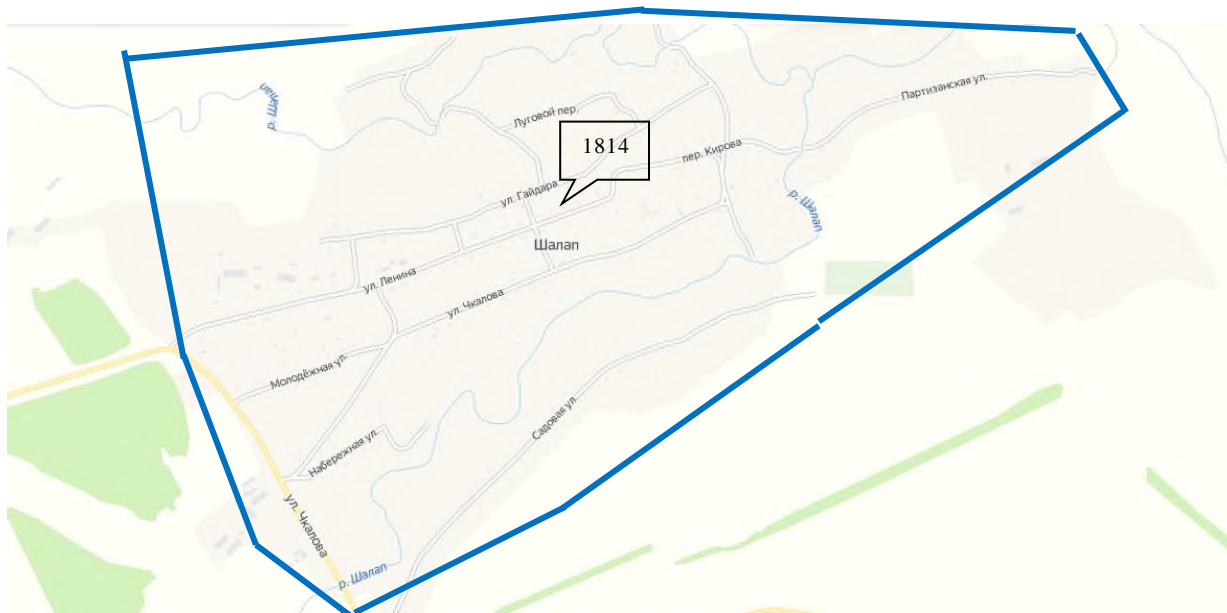 Партизанская ул.
р. Шалап
Луговой пер.
1814
пер. Кирова
ул. Гайдара
р. Шалап
Шалап
ул. Ленина
ул. Чкалова
Молодёжная ул.
Садовая ул.
Набережная ул.
ул. Чкалова
р. Шалап